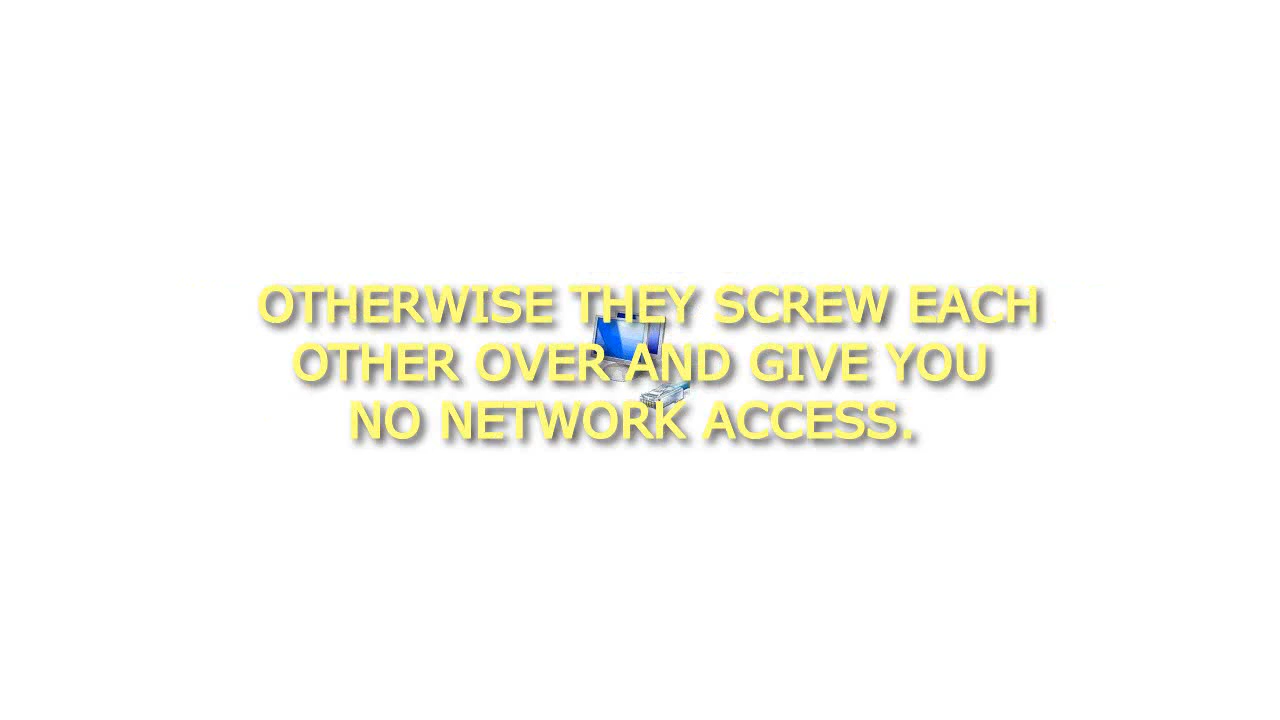 OTHERWISE THEY SCREW EACH
OTHER OVER AND GIVE YOU
NO NETWORK ACCESS.